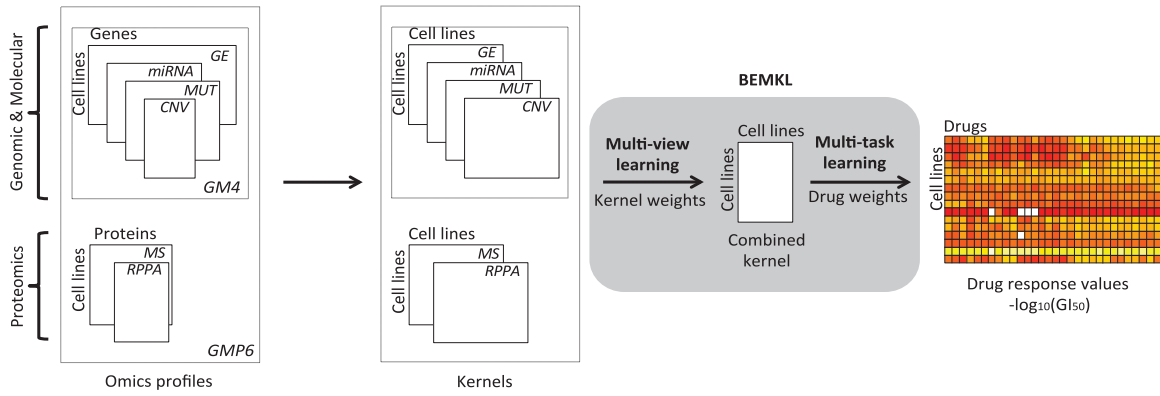 Genomic & Molecular
Genes
Cell lines
GE
miRNA
MUT
CNV
GM4
Proteomics
Proteins
Cell lines
MS
RPPA
GMP6
Omics profiles
Cell lines
Cell lines
GE
miRNA
MUT
CNV
Cell lines
Cell lines
MS
RPPA
Kernels
BEMKL
Multi-view
learning
Kernel weights
Cell lines
Cell lines
Combined
kernel
Multi-task
learning
Drug weights
Drugs
Cell lines
Drug response values
-log₁₀(GI₅₀)